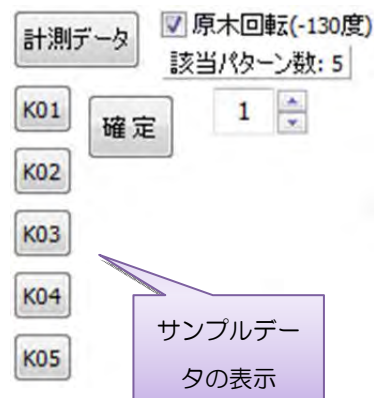 計測データ
原木回転(-130度)
該当パターン数: 5
K01
確定
1
K02
K03
K04
K05
サンプルデー
タの表示